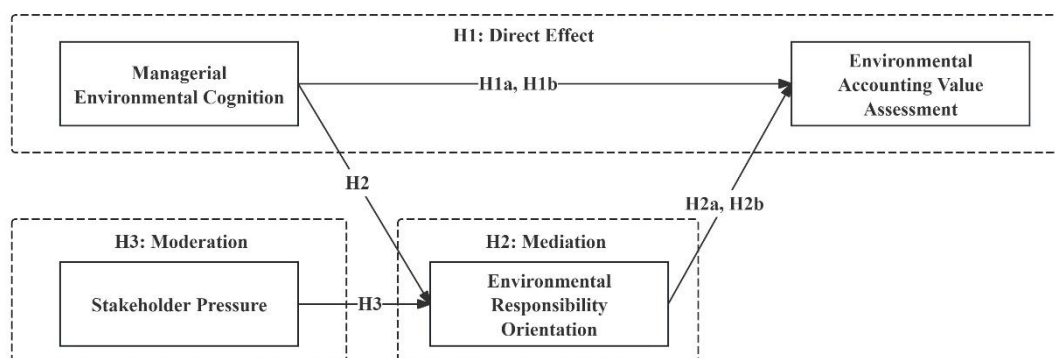 H1: Direct Effect
Managerial
Environmental Cognition
H1a, H1b
Environmental
Accounting Value
Assessment
H2
H2a, H2b
H3: Moderation
Stakeholder Pressure
H3
H2: Mediation
Environmental
Responsibility
Orientation